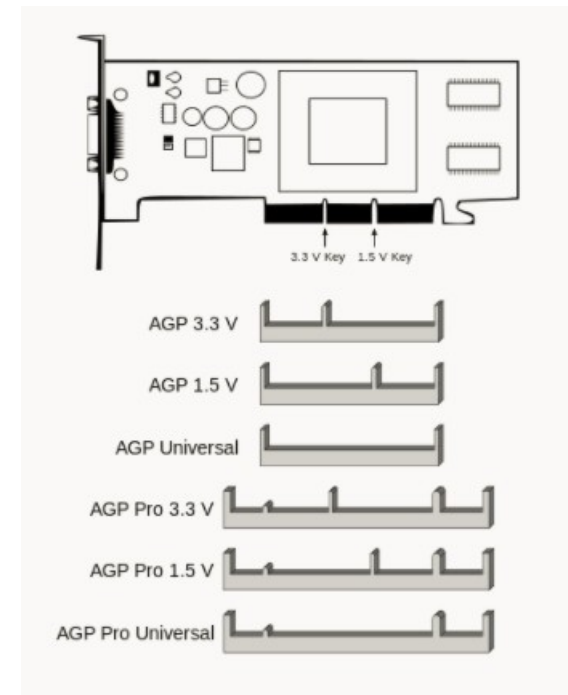 3.3 V Key 1.5 V Key
AGP 3.3 V
AGP 1.5 V
AGP Universal
AGP Pro 3.3 V
AGP Pro 1.5 V
AGP Pro Universal